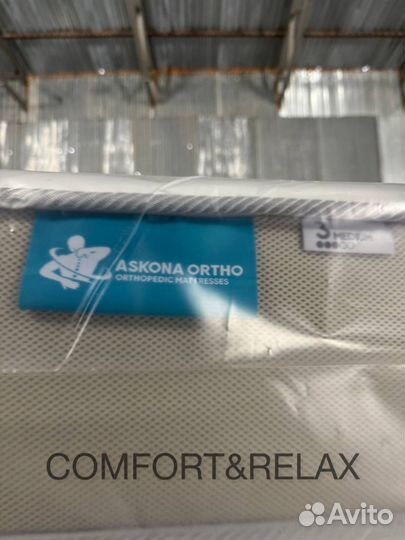 ASKONA ORTHO
ORTHOPEDIC MATTRESSES
3
MEDIUM
COMFORT&RELAX
Avito